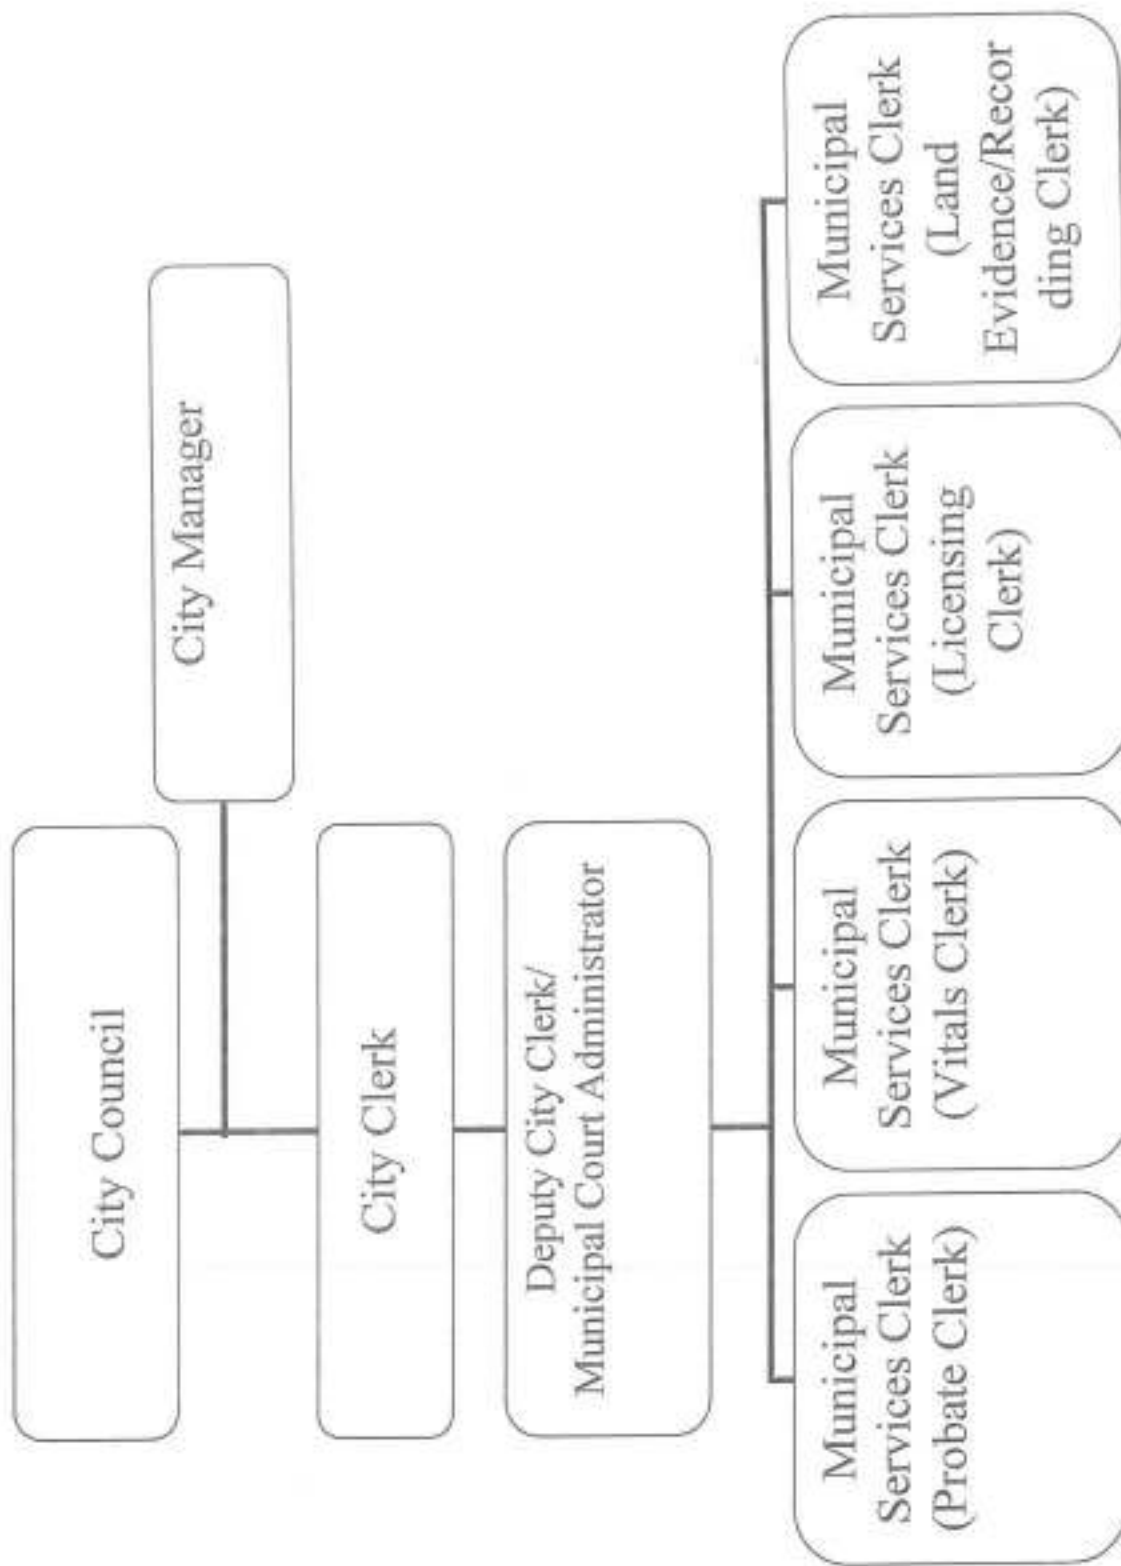 City Council
City Manager
City Clerk
Deputy City Clerk/
Municipal Court Administrator
Municipal
Services Clerk
(Probate Clerk)
Municipal
Services Clerk
(Vitals Clerk)
Municipal
Services Clerk
(Licensing
Clerk)
Municipal
Services Clerk
(Land
Evidence/Recor
ding Clerk)